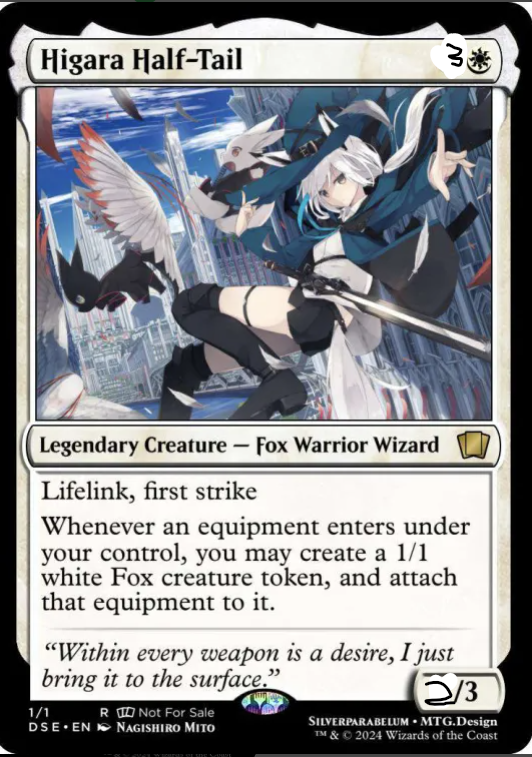 Higara Half-Tail 3
Legendary Creature — Fox Warrior Wizard
Lifelink, first strike
Whenever an equipment enters under
your control, you may create a 1/1
white Fox creature token, and attach
that equipment to it.
“Within every weapon is a desire, I just
bring it to the surface.”
/3
1/1 R Not For Sale
DSE • EN Nagishiro Mito
Silverparabelum • MTG.Design
™ & © 2024 Wizards of the Coast